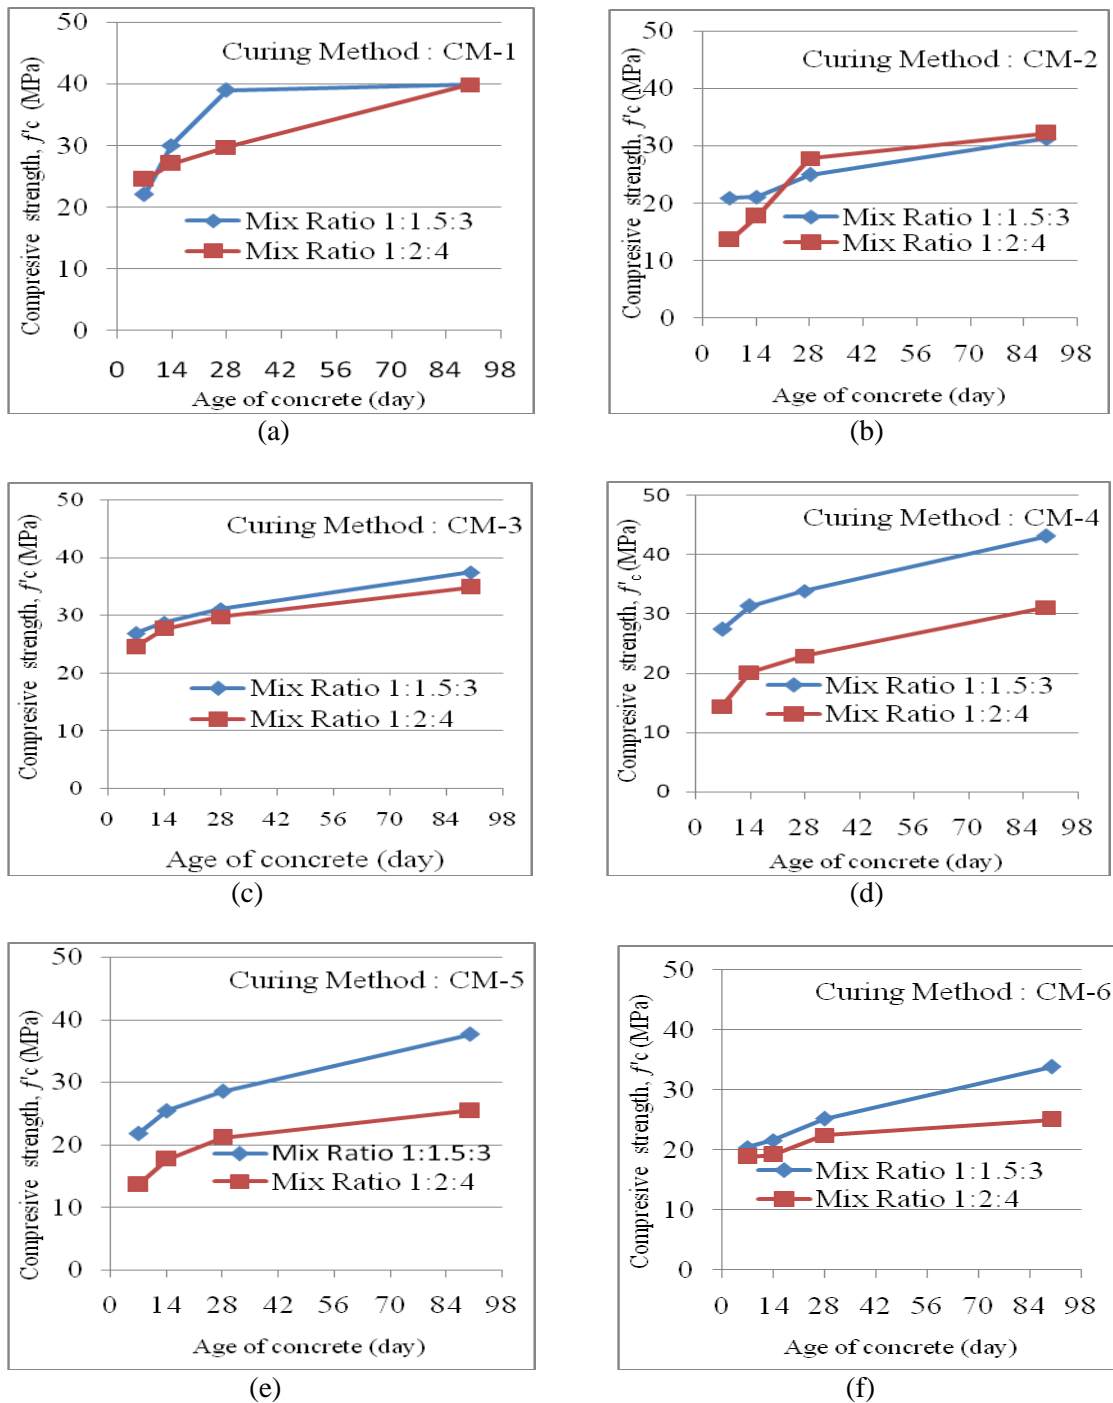 50
40
30
20
10
0
Compresive strength, f'c (MPa)
Curing Method : CM-1
Mix Ratio 1:1.5:3
Mix Ratio 1:2:4
0 14 28 42 56 70 84 98
Age of concrete (day)
(a)
50
40
30
20
10
0
Compresive strength, f'c (MPa)
Curing Method : CM-2
Mix Ratio 1:1.5:3
Mix Ratio 1:2:4
0 14 28 42 56 70 84 98
Age of concrete (day)
(b)
50
40
30
20
10
0
Compresive strength, f'c (MPa)
Curing Method : CM-3
Mix Ratio 1:1.5:3
Mix Ratio 1:2:4
0 14 28 42 56 70 84 98
Age of concrete (day)
(c)
50
40
30
20
10
0
Compresive strength, f'c (MPa)
Curing Method : CM-4
Mix Ratio 1:1.5:3
Mix Ratio 1:2:4
0 14 28 42 56 70 84 98
Age of concrete (day)
(d)
50
40
30
20
10
0
Compresive strength, f'c (MPa)
Curing Method : CM-5
Mix Ratio 1:1.5:3
Mix Ratio 1:2:4
0 14 28 42 56 70 84 98
Age of concrete (day)
(e)
50
40
30
20
10
0
Compresive strength, f'c (MPa)
Curing Method : CM-6
Mix Ratio 1:1.5:3
Mix Ratio 1:2:4
0 14 28 42 56 70 84 98
Age of concrete (day)
(f)